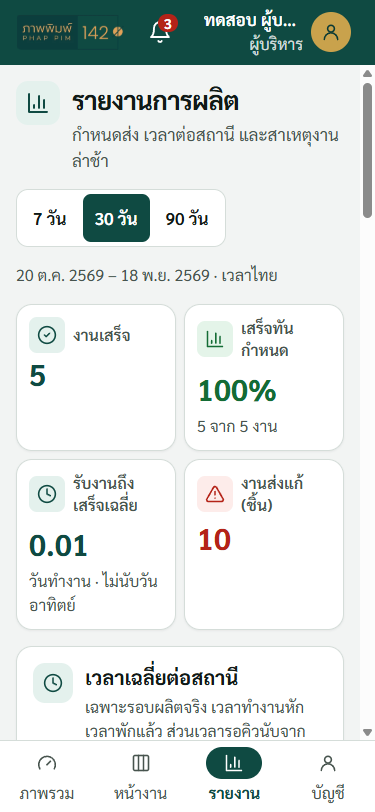 ภาพพิมพ์
PHAP PIM
142
3
ทดสอบ ผู้บ...
ผู้บริหาร
รายงานการผลิต
กำหนดส่ง เวลาต่อสถานี และสาเหตุงาน
ล่าช้า
7 วัน 30 วัน 90 วัน
20 ต.ค. 2569 – 18 พ.ย. 2569 · เวลาไทย
งานเสร็จ
5
เสร็จทัน
กำหนด
100%
5 จาก 5 งาน
รับงานถึง
เสร็จเฉลี่ย
0.01
วันทำงาน · ไม่นับวัน
อาทิตย์
งานส่งแก้
(ชิ้น)
10
เวลาเฉลี่ยต่อสถานี
เฉพาะรอบผลิตจริง เวลาทำงานหัก
เวลาพักแล้ว ส่วนเวลารอคิวนับจาก
ภาพรวม หน้างาน รายงาน บัญชี